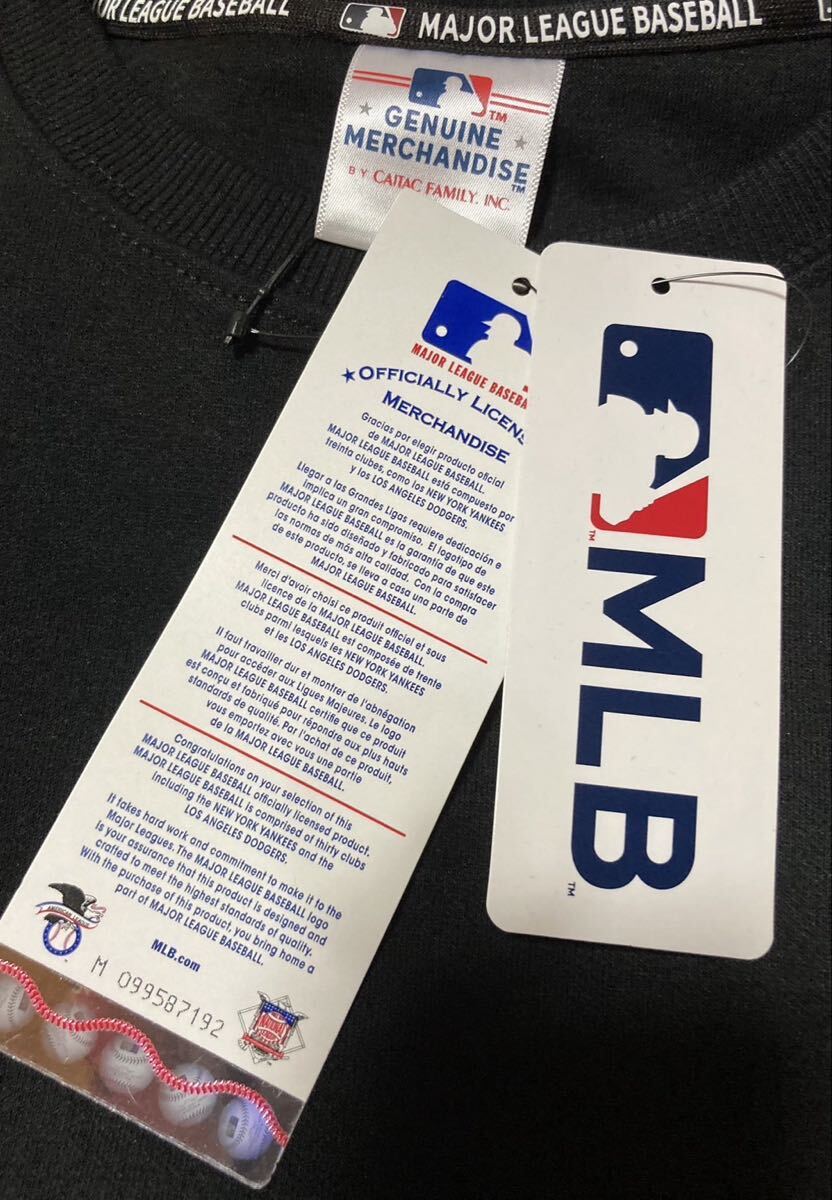 OR LEAGUE BASEBALL
MAJOR LEAGUE BASEBALL
TM
GENUINE
MERCHANDISE
TM
BY CAITAC FAMILY, INC.
MAJOR LEAGUE BASEBA
OFFICIALLY LICENS
MERCHANDISE
Gracias por elegir producto oficial
de MAJOR LEAGUE BASEBALL.
MAJOR LEAGUE BASEBALL está compuesto por
treinta clubes, como los NEW YORK YANKEES
y los LOS ANGELES DODGERS.
Llegar a las Grandes Ligas requiere dedicación e
implica un gran compromiso. El logotipo de
MAJOR LEAGUE BASEBALL es la garantía de que este
producto ha sido diseñado y fabricado para satisfacer
las normas de más alta calidad. Con la compra
de este producto, se lleva a casa una parte de
MAJOR LEAGUE BASEBALL.
Merci d'avoir choisi ce produit officiel et sous
licence de la MAJOR LEAGUE BASEBALL.
MAJOR LEAGUE BASEBALL est composée de trente
clubs parmi lesquels les NEW YORK YANKEES
et les LOS ANGELES DODGERS.
Il faut travailler dur et montrer de l'abnégation
pour accéder aux Ligues Majeures. Le logo
MAJOR LEAGUE BASEBALL certifie que ce produit
est conçu et fabriqué pour répondre aux plus hauts
standards de qualité. Par l'achat de ce produit,
vous emportez avec vous une partie
de la MAJOR LEAGUE BASEBALL.
Congratulations on your selection of this
MAJOR LEAGUE BASEBALL officially licensed product.
MAJOR LEAGUE BASEBALL is comprised of thirty clubs
including the NEW YORK YANKEES and the
LOS ANGELES DODGERS.
It takes hard work and commitment to make it to the
Major Leagues. The MAJOR LEAGUE BASEBALL logo
is your assurance that this product is designed and
crafted to meet the highest standards of quality.
With the purchase of this product, you bring home a
part of MAJOR LEAGUE BASEBALL.
MLB.com
AMERICAN LEAGUE
M 099587192
NATIONAL
TM
MLB
TM